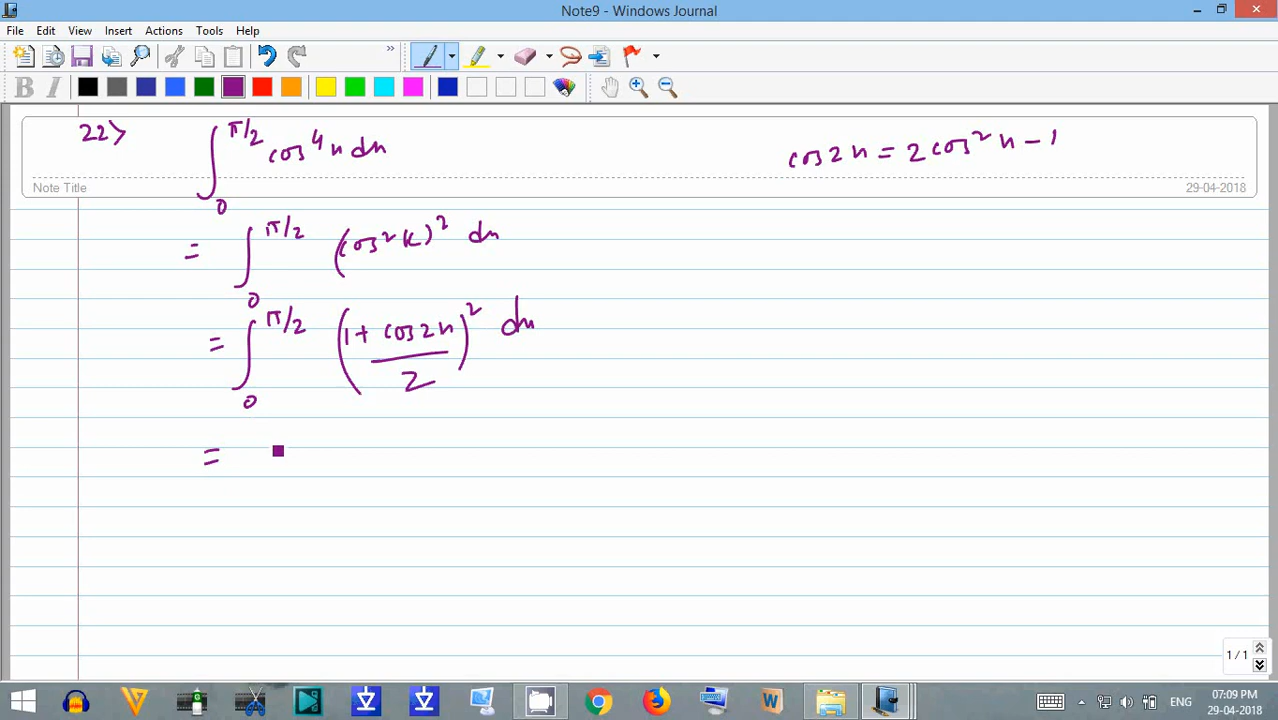 Note9 - Windows Journal
File Edit View Insert Actions Tools Help
22> ∫₀^π/2 cos⁴x dx
cos2x = 2cos²x - 1
Note Title
29-04-2018
= ∫₀^π/2 (cos²x)² dx
= ∫₀^π/2 (1 + cos2x / 2)² dx
=
1 / 1
ENG
07:09 PM
29-04-2018